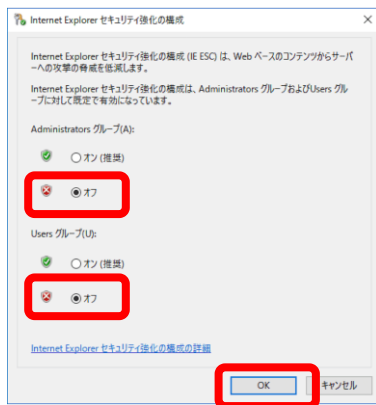 Internet Explorer セキュリティ強化の構成
Internet Explorer セキュリティ強化の構成 (IE ESC) は、Web ベースのコンテンツからサーバ
ーへの攻撃の脅威を低減します。
Internet Explorer セキュリティ強化の構成は、Administrators グループおよびUsers グル
ープに対して既定で有効になっています。
Administrators グループ(A):
オン (推奨)
オフ
Users グループ(U):
オン (推奨)
オフ
Internet Explorer セキュリティ強化の構成の詳細
OK
キャンセル